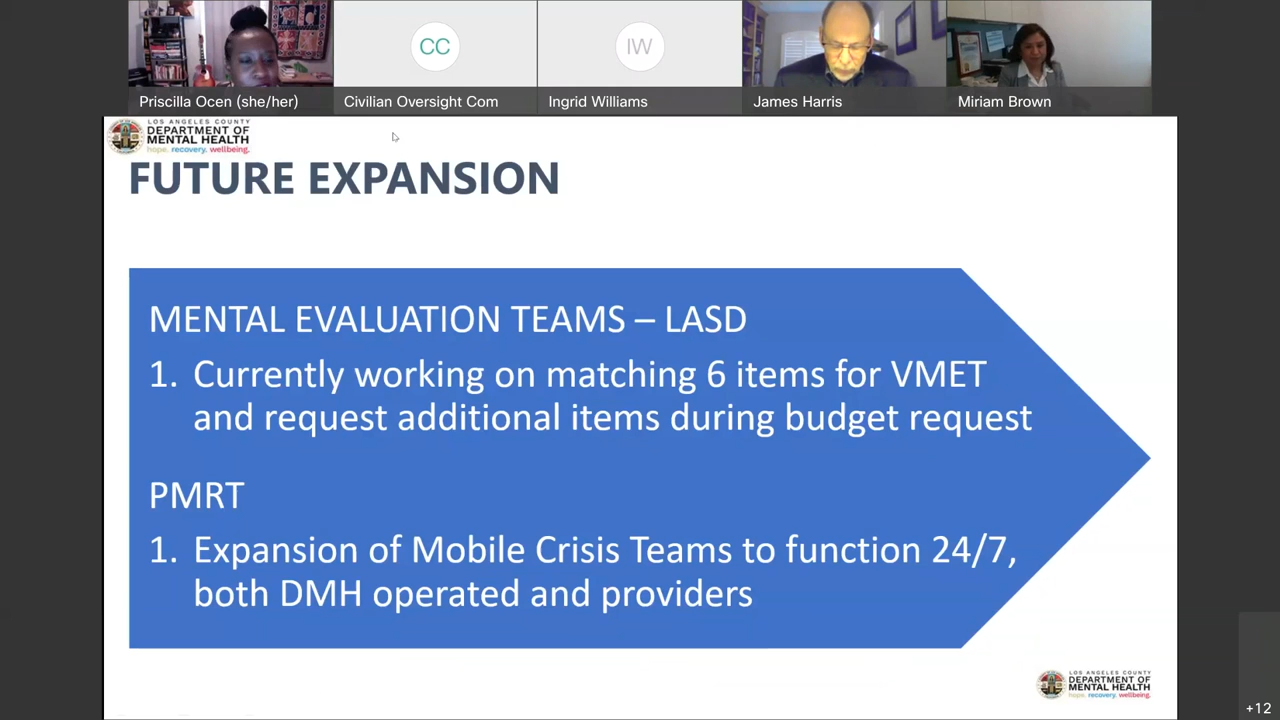 CC
IW
Priscilla Ocen (she/her)
Civilian Oversight Com
Ingrid Williams
James Harris
Miriam Brown
LOS ANGELES COUNTY
DEPARTMENT OF
MENTAL HEALTH
hope. recovery. wellbeing.
FUTURE EXPANSION
MENTAL EVALUATION TEAMS – LASD
1. Currently working on matching 6 items for VMET
and request additional items during budget request
PMRT
1. Expansion of Mobile Crisis Teams to function 24/7,
both DMH operated and providers
LOS ANGELES COUNTY
DEPARTMENT OF
MENTAL HEALTH
hope. recovery. wellbeing.
+12